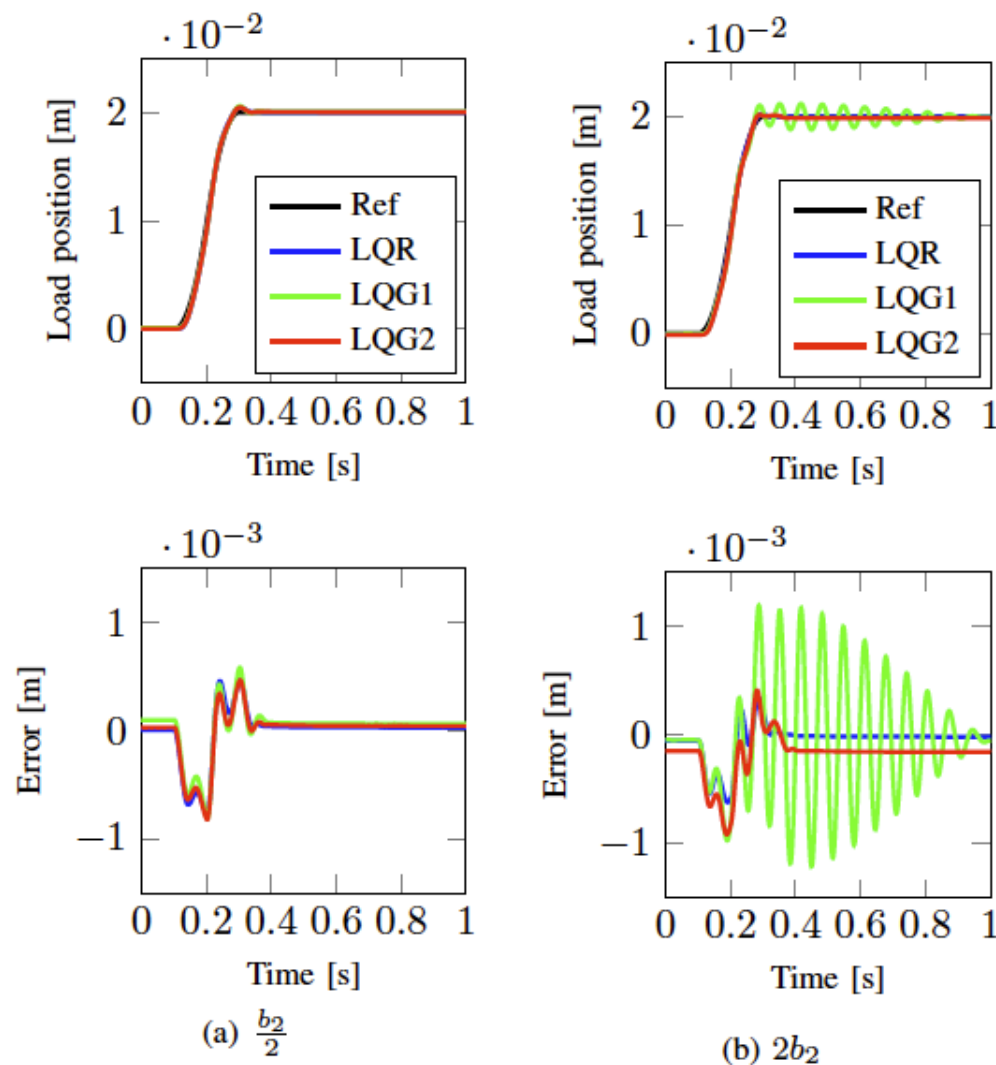 · 10⁻²
Load position [m]
2
1
0
Ref
LQR
LQG1
LQG2
0 0.2 0.4 0.6 0.8 1
Time [s]
· 10⁻²
Load position [m]
2
1
0
Ref
LQR
LQG1
LQG2
0 0.2 0.4 0.6 0.8 1
Time [s]
· 10⁻³
Error [m]
1
0
−1
0 0.2 0.4 0.6 0.8 1
Time [s]
(a) b₂/2
· 10⁻³
Error [m]
1
0
−1
0 0.2 0.4 0.6 0.8 1
Time [s]
(b) 2b₂